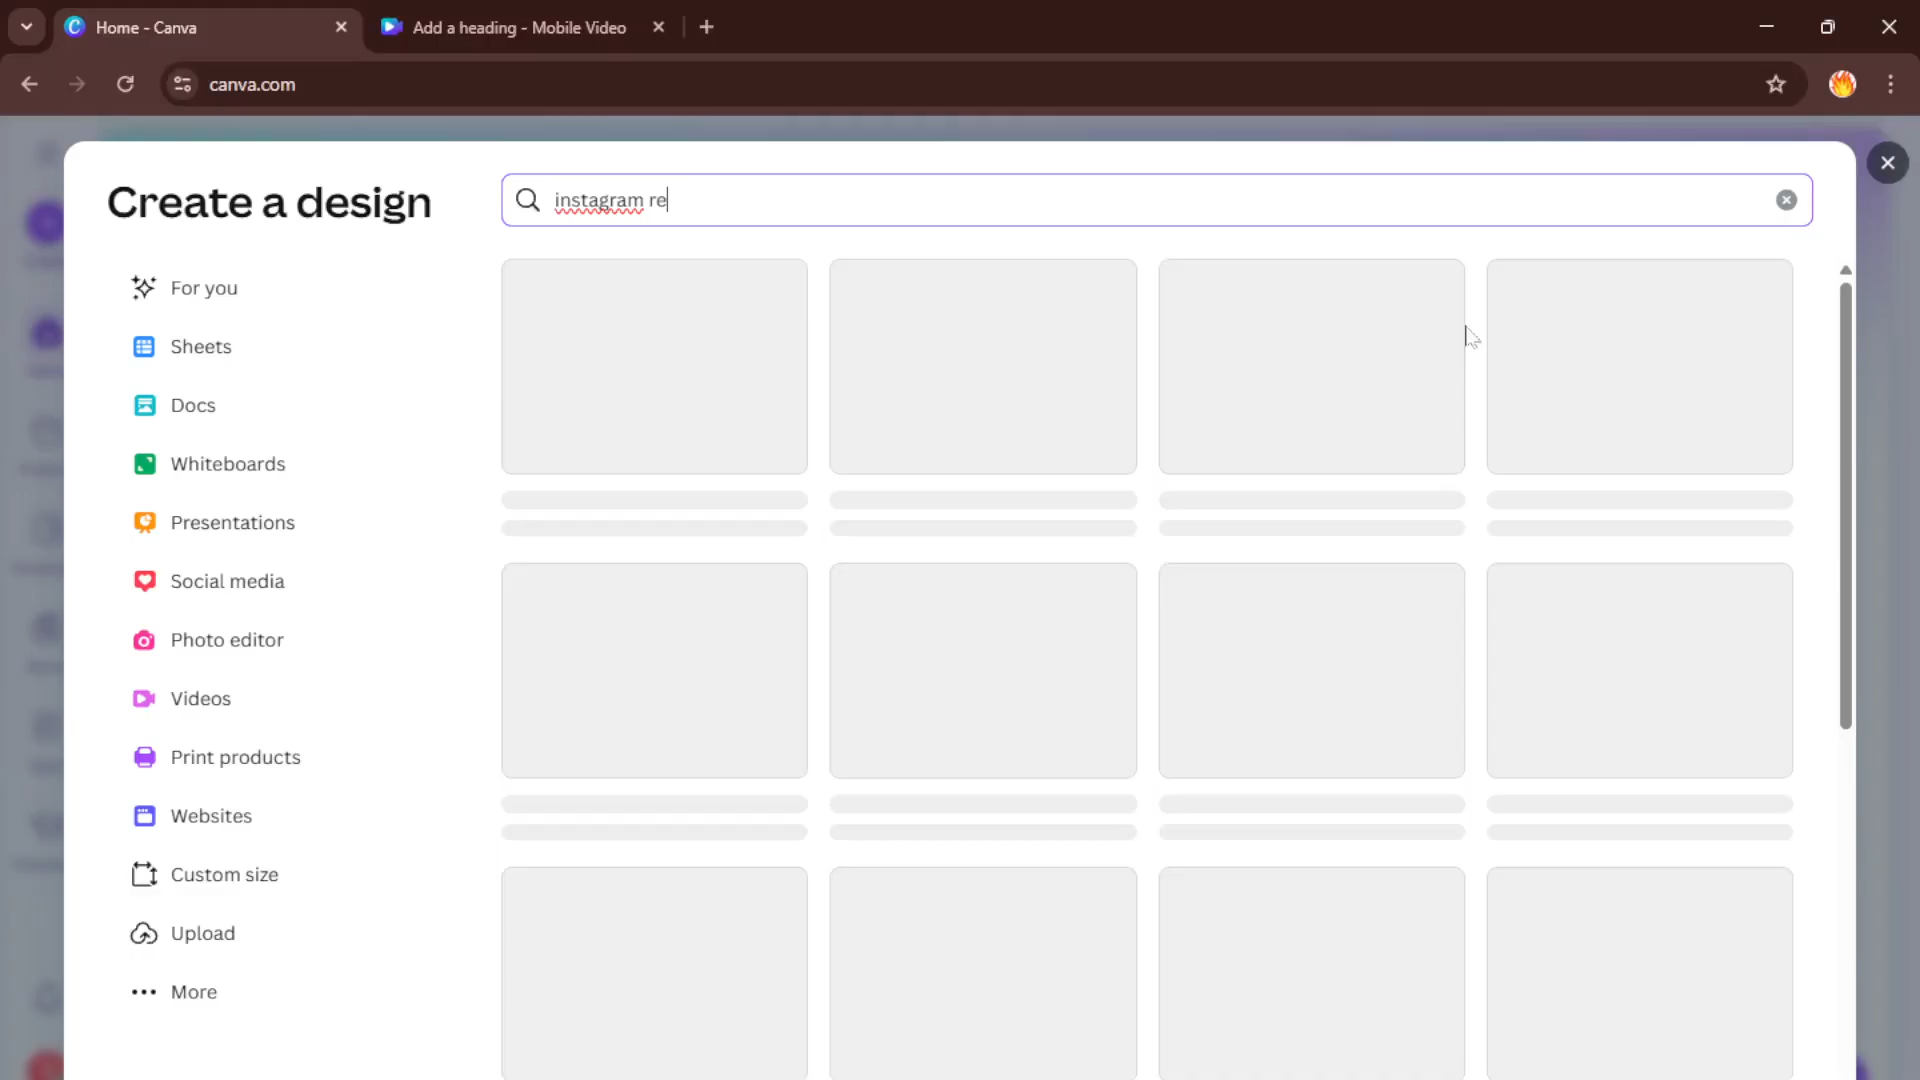 Home - Canva
Add a heading - Mobile Video
canva.com
Create a design
instagram re
For you
Sheets
Docs
Whiteboards
Presentations
Social media
Photo editor
Videos
Print products
Websites
Custom size
Upload
More